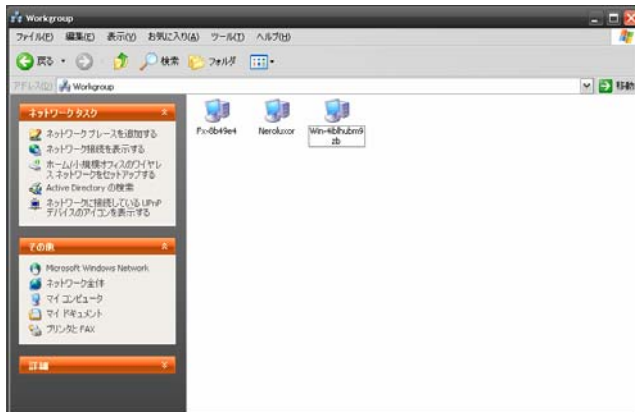 Workgroup
ファイル(F) 編集(E) 表示(V) お気に入り(A) ツール(T) ヘルプ(H)
戻る 検索 フォルダ
アドレス(D) Workgroup 移動
ネットワーク タスク
ネットワーク プレースを追加する
ネットワーク接続を表示する
ホーム/小規模オフィスのワイヤレ
ス ネットワークをセットアップする
Active Directory の検索
ネットワークに接続している UPnP
デバイスのアイコンを表示する
その他
Microsoft Windows Network
ネットワーク全体
マイ コンピュータ
マイ ドキュメント
プリンタと FAX
詳細
Px-8b49e4 Neroluxor Win-4blhubm9
zb